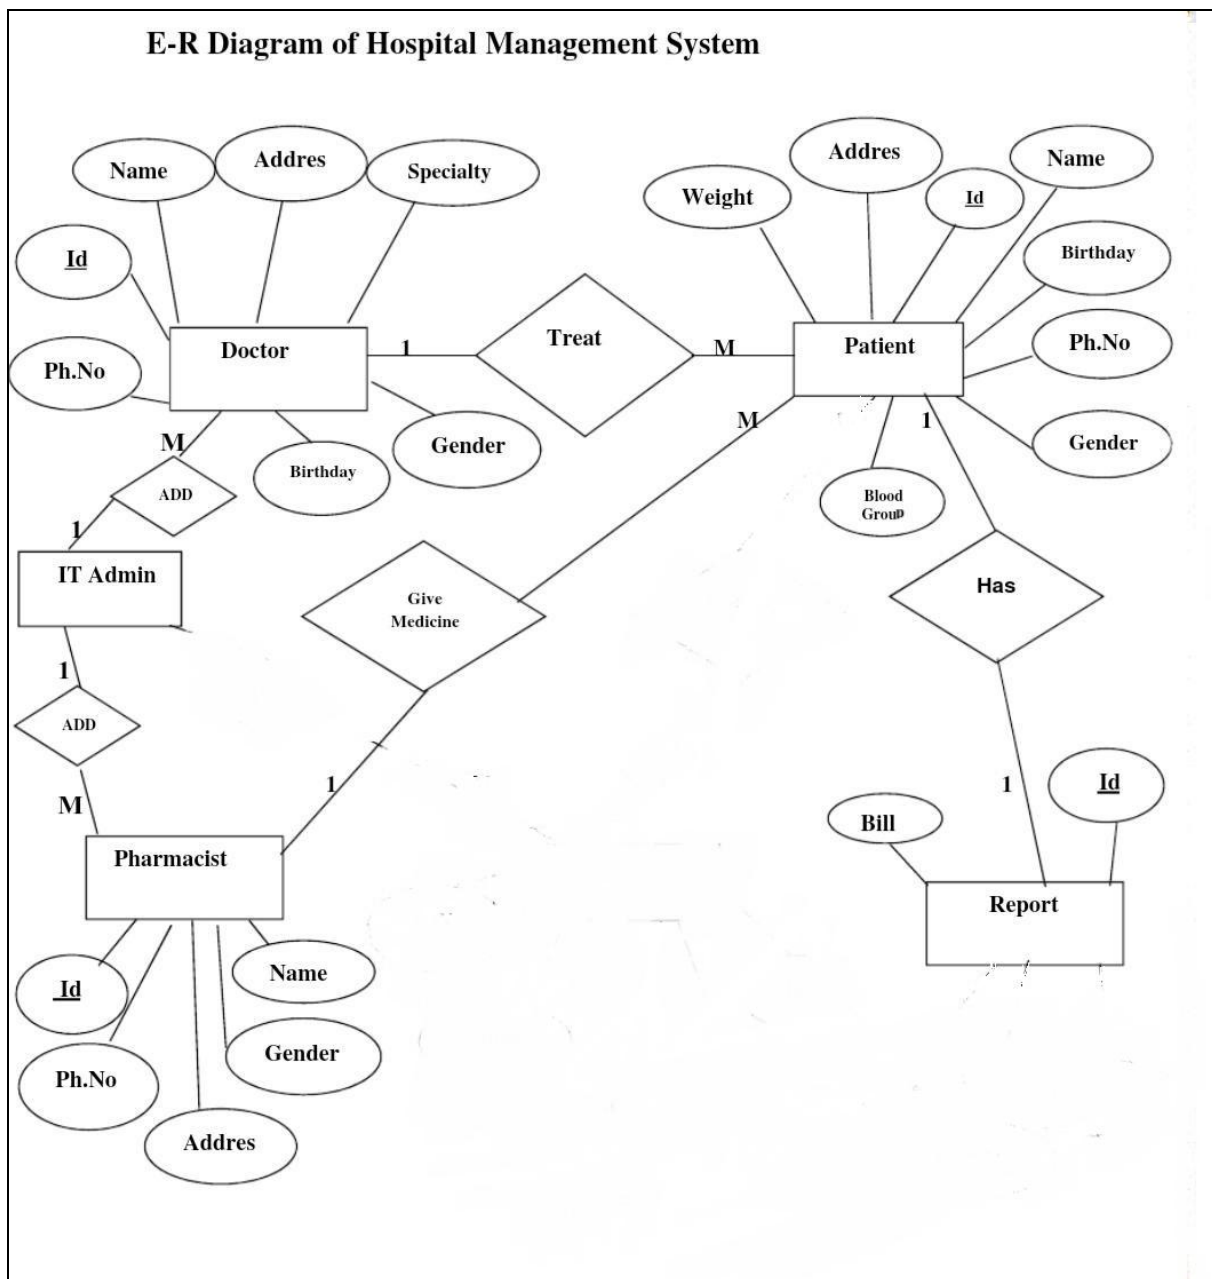 E-R Diagram of Hospital Management System
Name
Addres
Specialty
Id
Ph.No
Doctor
1
Treat
M
Weight
Addres
Id
Name
Birthday
Ph.No
Patient
Gender
Birthday
Gender
M
ADD
1
IT Admin
M
1
Blood
Group
Give
Medicine
Has
1
ADD
M
1
1
Id
Bill
Pharmacist
Report
Id
Name
Ph.No
Gender
Addres